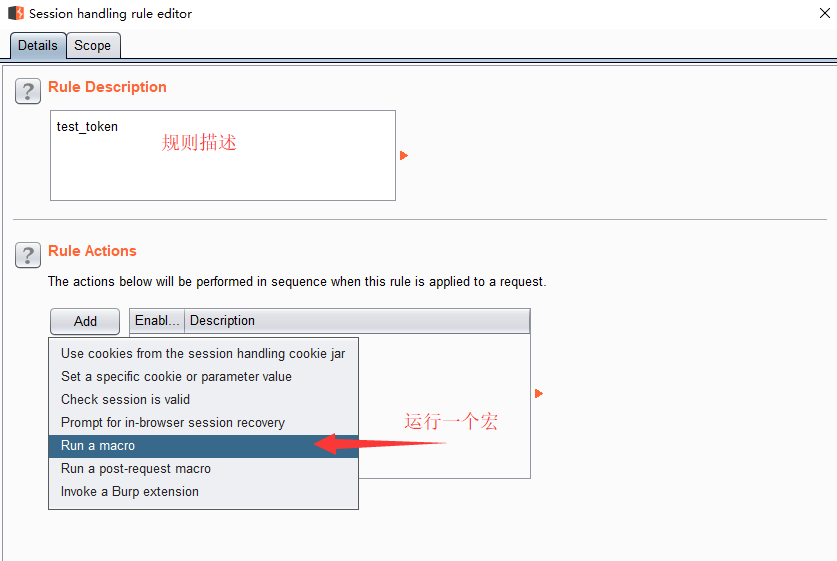 Session handling rule editor
Details Scope
? Rule Description
test_token
规则描述
? Rule Actions
The actions below will be performed in sequence when this rule is applied to a request.
Add Enabl... Description
Use cookies from the session handling cookie jar
Set a specific cookie or parameter value
Check session is valid
Prompt for in-browser session recovery
运行一个宏
Run a macro
Run a post-request macro
Invoke a Burp extension